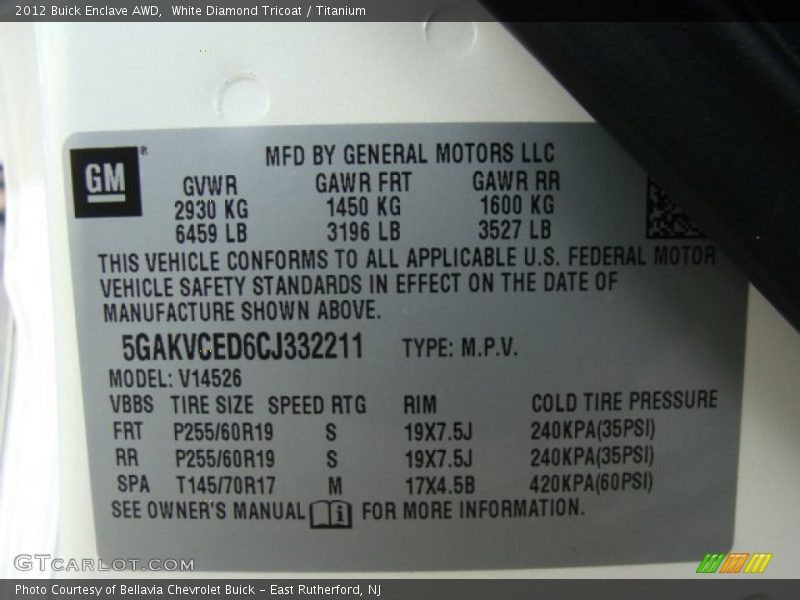 2012 Buick Enclave AWD,  White Diamond Tricoat / Titanium
GM®
MFD BY GENERAL MOTORS LLC
GVWR GAWR FRT GAWR RR
2930 KG 1450 KG 1600 KG
6459 LB 3196 LB 3527 LB
THIS VEHICLE CONFORMS TO ALL APPLICABLE U.S. FEDERAL MOTOR
VEHICLE SAFETY STANDARDS IN EFFECT ON THE DATE OF
MANUFACTURE SHOWN ABOVE.
5GAKVCED6CJ332211 TYPE: M.P.V.
MODEL: V14526
VBBS TIRE SIZE SPEED RTG RIM COLD TIRE PRESSURE
FRT P255/60R19 S 19X7.5J 240KPA(35PSI)
RR P255/60R19 S 19X7.5J 240KPA(35PSI)
SPA T145/70R17 M 17X4.5B 420KPA(60PSI)
SEE OWNER'S MANUAL i FOR MORE INFORMATION.
GTCARLOT.COM
Photo Courtesy of Bellavia Chevrolet Buick – East Rutherford, NJ